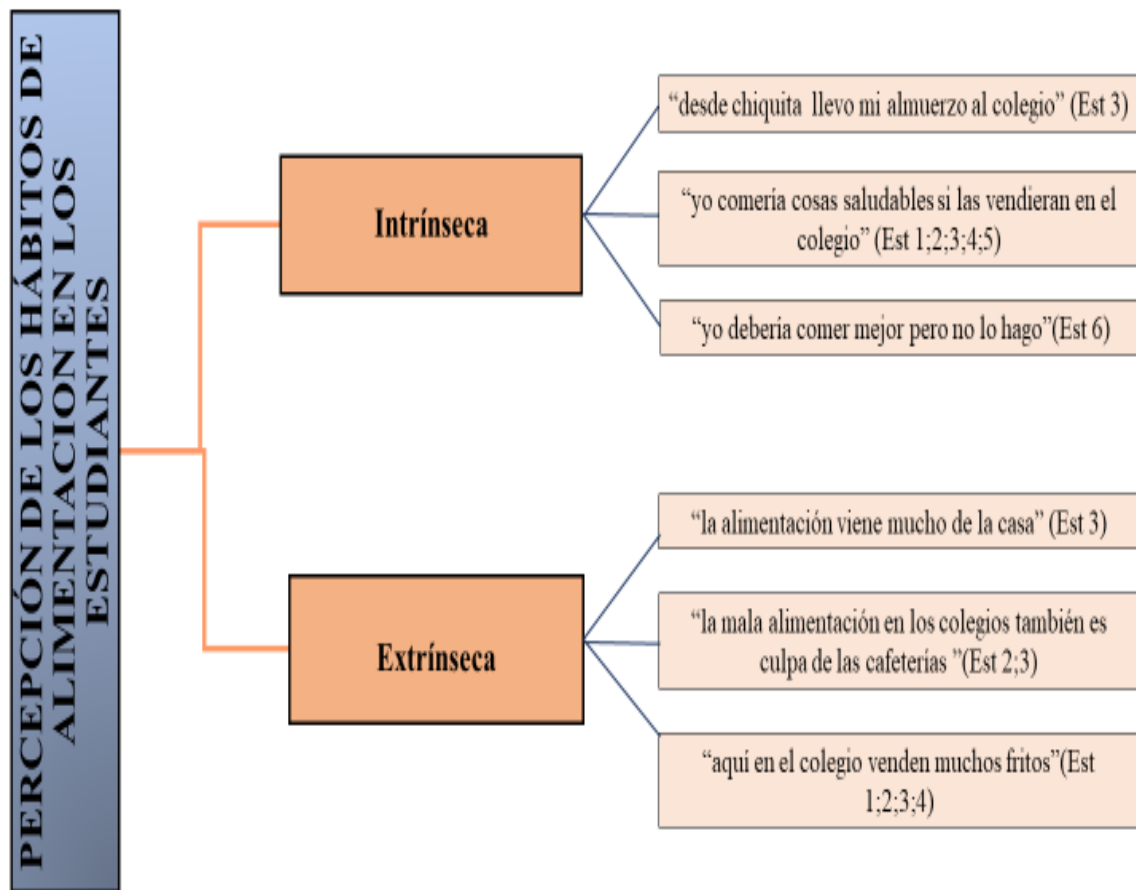 PERCEPCIÓN DE LOS HÁBITOS DE
ALIMENTACION EN LOS
ESTUDIANTES
Intrínseca
“desde chiquita llevo mi almuerzo al colegio” (Est 3)
“yo comería cosas saludables si las vendieran en el
colegio” (Est 1;2;3;4;5)
“yo debería comer mejor pero no lo hago”(Est 6)
Extrínseca
“la alimentación viene mucho de la casa” (Est 3)
“la mala alimentación en los colegios también es
culpa de las cafeterías ”(Est 2;3)
“aquí en el colegio venden muchos fritos”(Est
1;2;3;4)